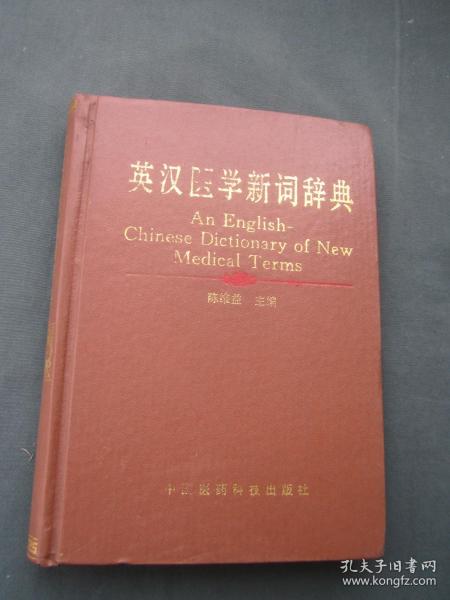 英汉医学新词辞典
An English-
Chinese Dictionary of New
Medical Terms
陈维益 主编
中国医药科技出版社
孔夫子旧书网
www.kongfz.com